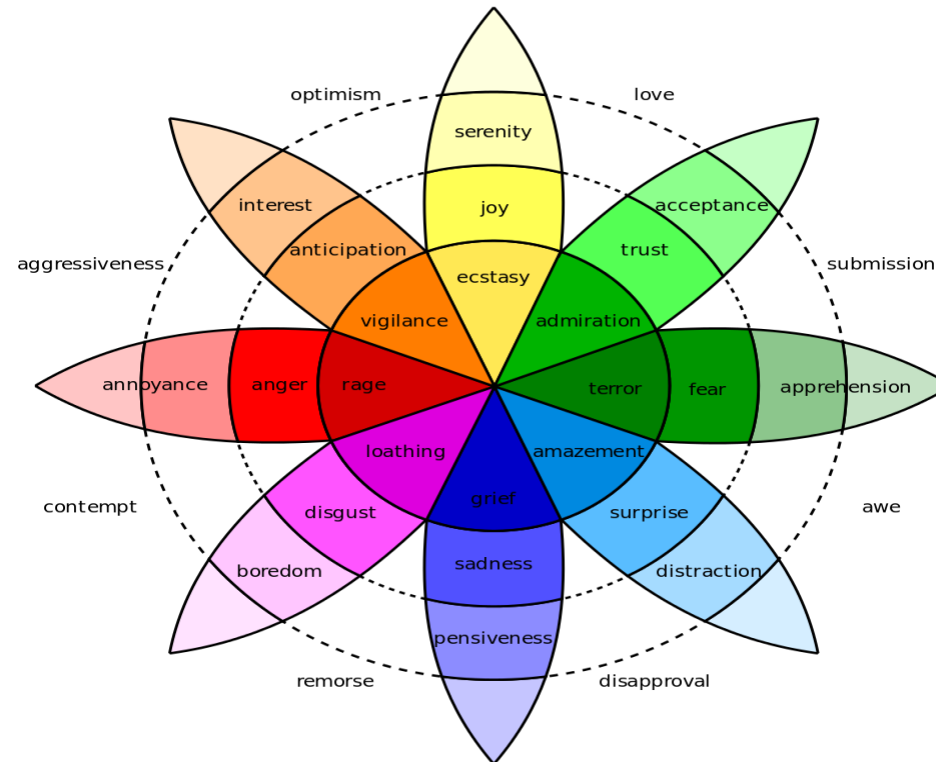 optimism
love
serenity
interest
joy
acceptance
anticipation
trust
aggressiveness
ecstasy
submission
vigilance
admiration
annoyance
anger
rage
terror
fear
apprehension
loathing
amazement
contempt
grief
awe
disgust
surprise
boredom
sadness
distraction
pensiveness
remorse
disapproval